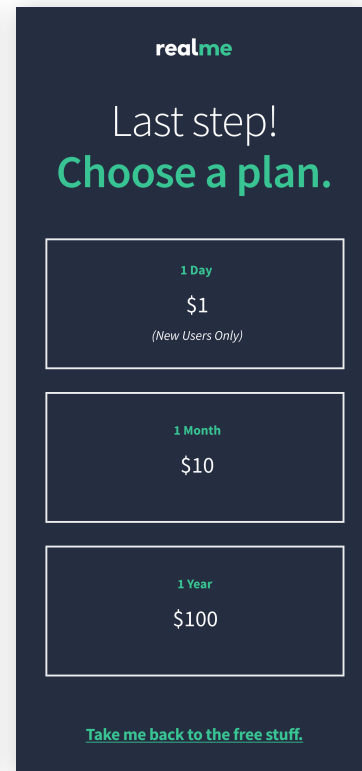 realme
Last step!
Choose a plan.
1 Day
$1
(New Users Only)
1 Month
$10
1 Year
$100
Take me back to the free stuff.